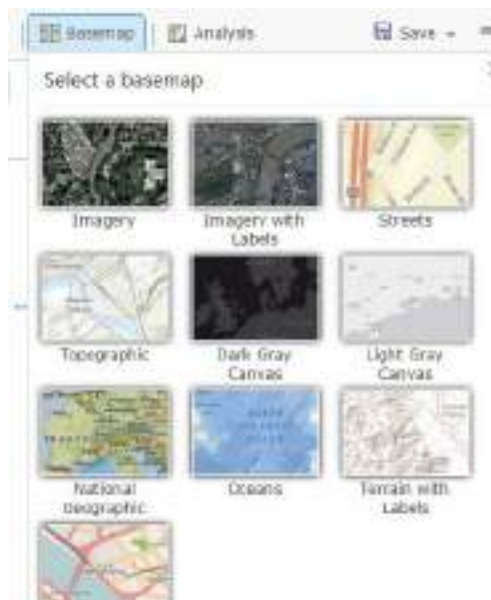 Basemap
Analysis
Save
Select a basemap
Imagery
Imagery with
Labels
Streets
Topographic
Dark Gray
Canvas
Light Gray
Canvas
National
Geographic
Oceans
Terrain with
Labels